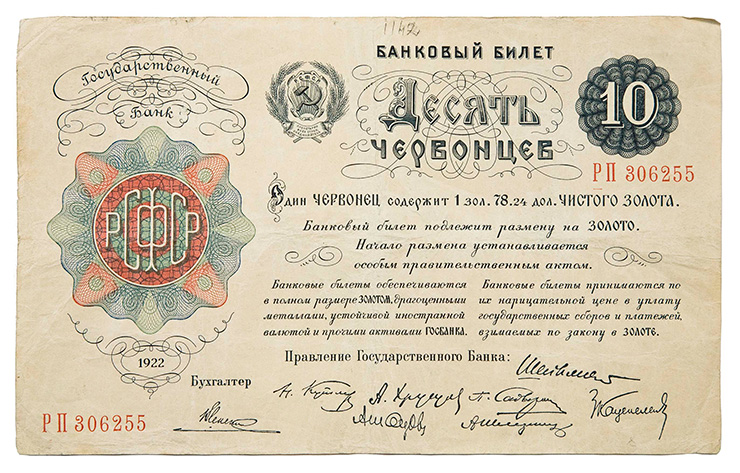 1142
БАНКОВЫЙ БИЛЕТ
Государственный
Банк
РСФСР
Десять
червонцев
10
РП 306255
Один ЧЕРВОНЕЦ содержит 1 зол. 78.24 дол. ЧИСТОГО ЗОЛОТА.
Банковый билет подлежит размену на ЗОЛОТО.
Начало размена устанавливается
особым правительственным актом.
Банковые билеты обеспечиваются
в полном размере ЗОЛОТОМ, драгоценными
металлами, устойчивой иностранной
валютой и прочими активами ГОСБАНКА.
Банковые билеты принимаются по
их нарицательной цене в уплату
государственных сборов и платежей,
взимаемых по закону в ЗОЛОТЕ.
1922
Правление Государственного Банка:
Бухгалтер
РП 306255